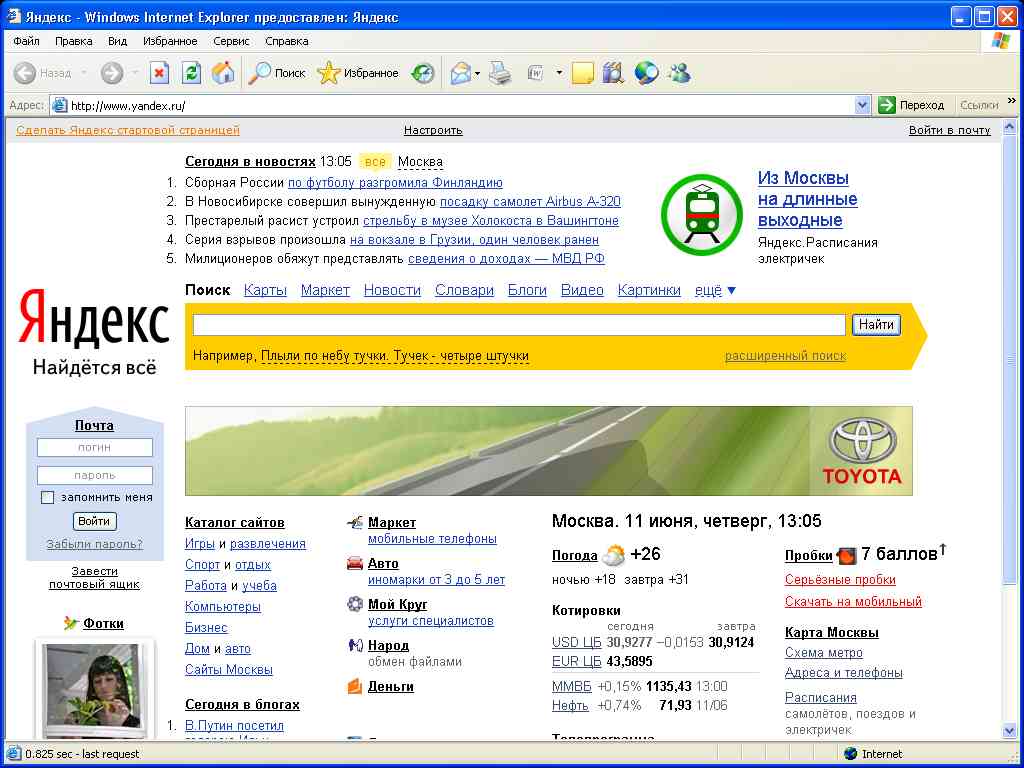 Яндекс - Windows Internet Explorer предоставлен: Яндекс
Файл Правка Вид Избранное Сервис Справка
Назад Поиск Избранное
Адрес: http://www.yandex.ru/ Переход Ссылки »
Сделать Яндекс стартовой страницей Настроить Войти в почту
Сегодня в новостях 13:05 все Москва
1. Сборная России по футболу разгромила Финляндию
2. В Новосибирске совершил вынужденную посадку самолет Airbus A-320
3. Престарелый расист устроил стрельбу в музее Холокоста в Вашингтоне
4. Серия взрывов произошла на вокзале в Грузии, один человек ранен
5. Милиционеров обяжут представлять сведения о доходах — МВД РФ
Из Москвы
на длинные
выходные
Яндекс.Расписания
электричек
Поиск Карты Маркет Новости Словари Блоги Видео Картинки ещё ▼
Яндекс
Найдётся всё
Найти
Например, Плыли по небу тучки. Тучек - четыре штучки расширенный поиск
Почта
логин
пароль
запомнить меня
Войти
Забыли пароль?
Завести
почтовый ящик
Фотки
TOYOTA
Каталог сайтов
Игры и развлечения
Спорт и отдых
Работа и учеба
Компьютеры
Бизнес
Дом и авто
Сайты Москвы
Сегодня в блогах
1. В.Путин посетил
Маркет
мобильные телефоны
Авто
иномарки от 3 до 5 лет
Мой Круг
услуги специалистов
Народ
обмен файлами
Деньги
Москва. 11 июня, четверг, 13:05
Погода +26
ночью +18 завтра +31
Котировки
сегодня завтра
USD ЦБ 30,9277 −0,0153 30,9124
EUR ЦБ 43,5895
ММВБ +0,15% 1135,43 13:00
Нефть +0,74% 71,93 11/06
Пробки 7 баллов↑
Серьёзные пробки
Скачать на мобильный
Карта Москвы
Схема метро
Адреса и телефоны
Расписания
самолётов, поездов и
электричек
0.825 sec - last request Internet